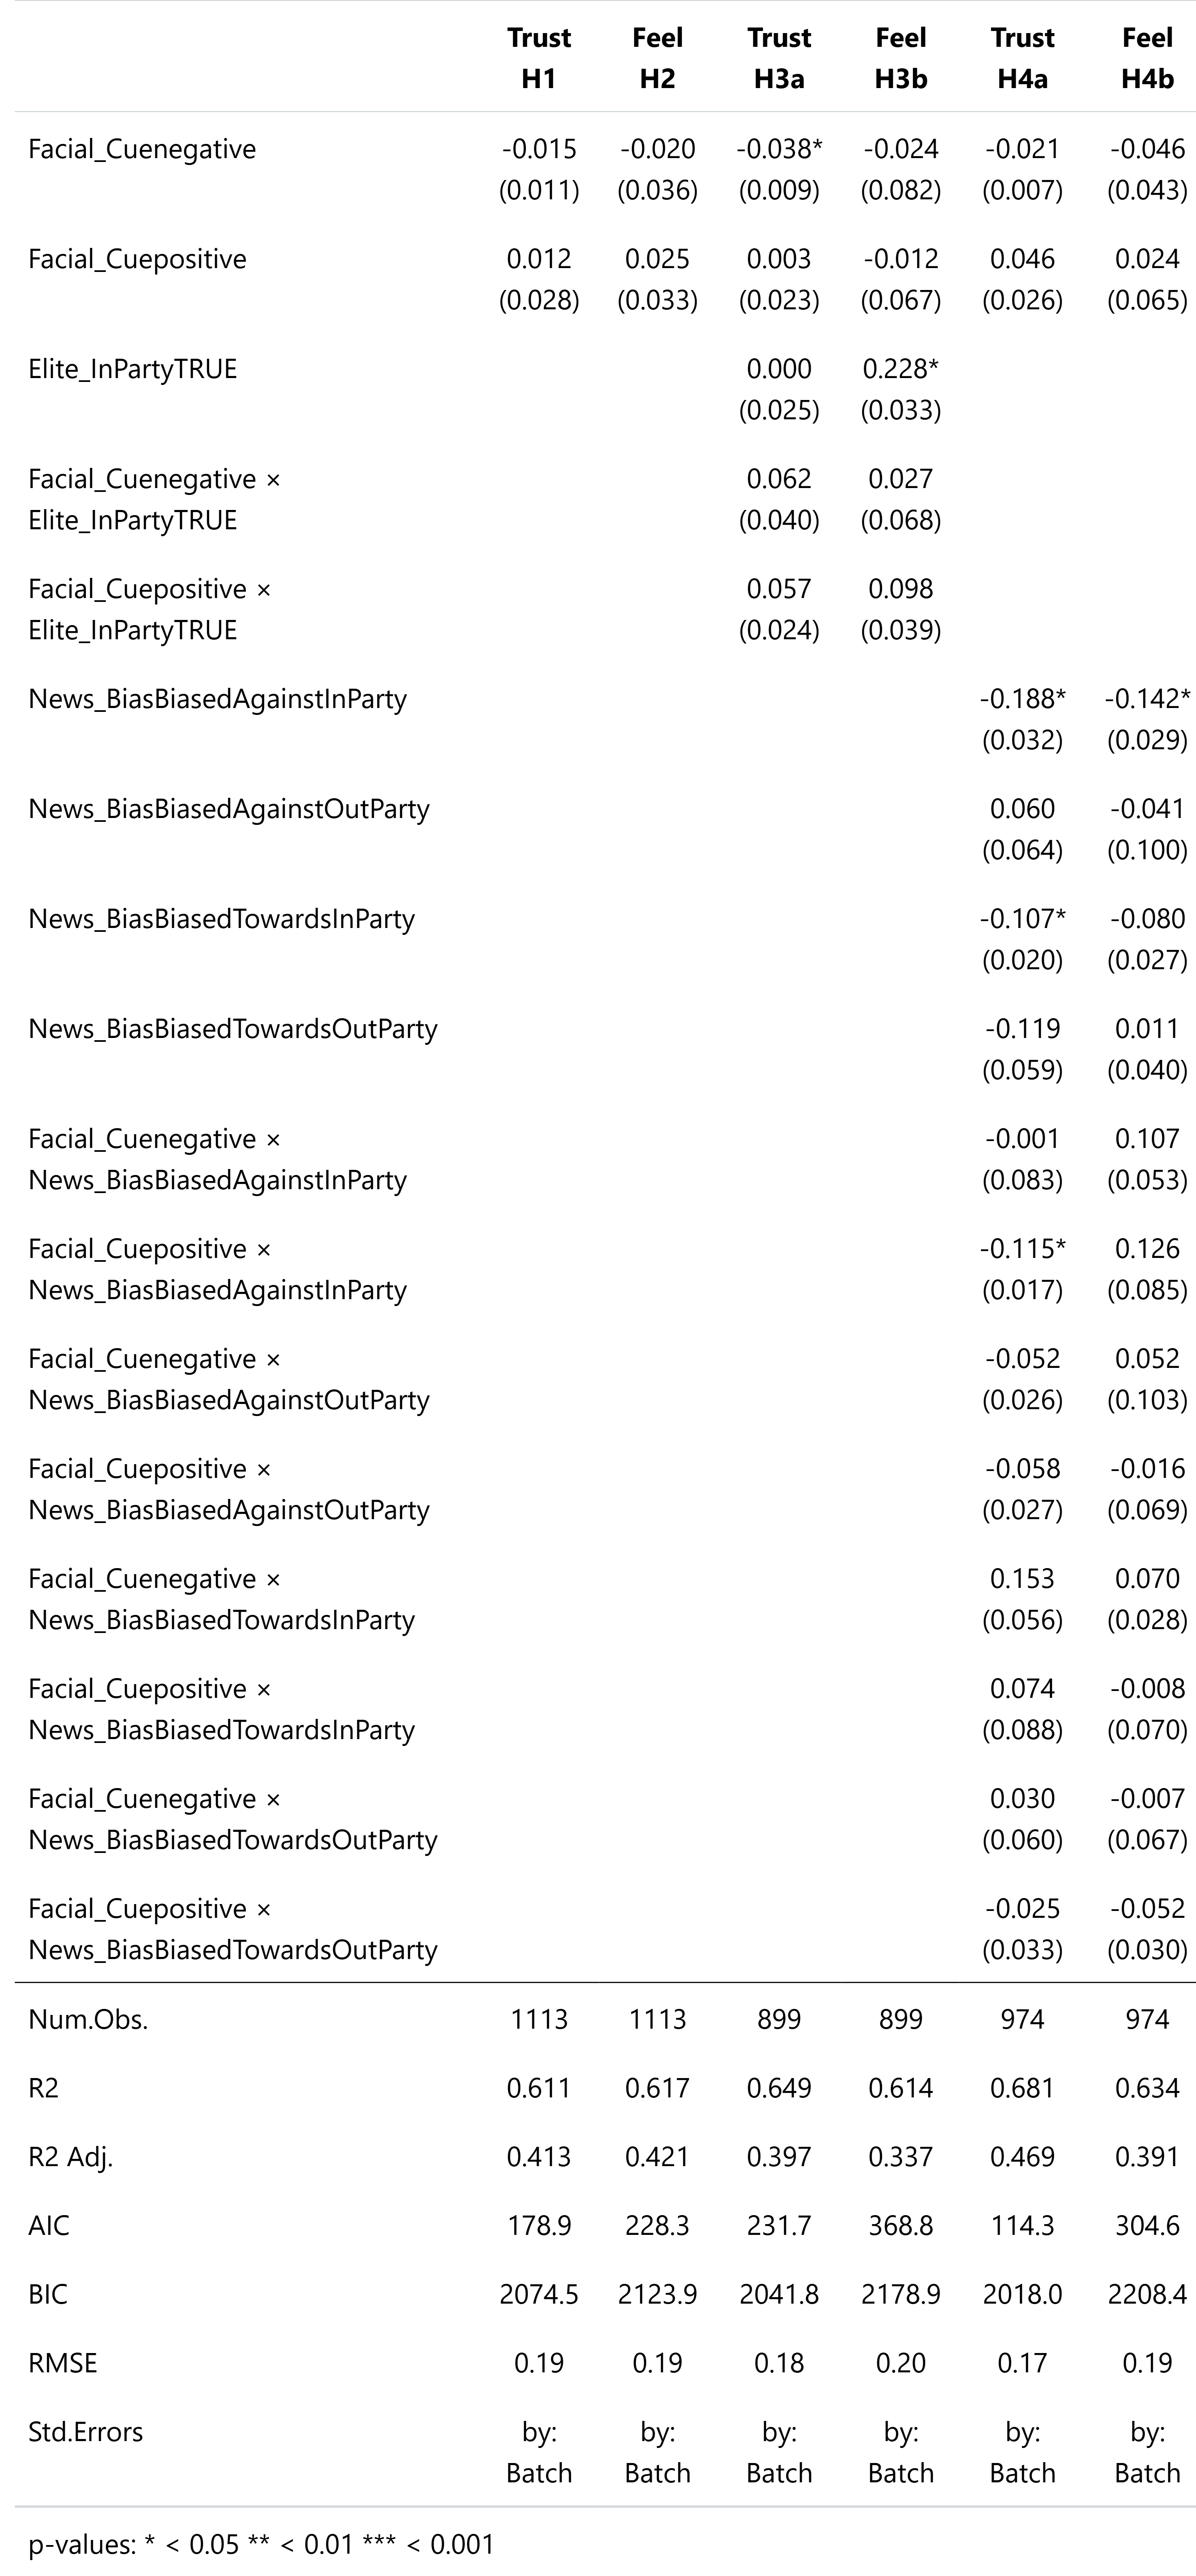 Trust Feel Trust Feel Trust Feel
H1 H2 H3a H3b H4a H4b
Facial_Cuenegative -0.015 -0.020 -0.038* -0.024 -0.021 -0.046
(0.011) (0.036) (0.009) (0.082) (0.007) (0.043)
Facial_Cuepositive 0.012 0.025 0.003 -0.012 0.046 0.024
(0.028) (0.033) (0.023) (0.067) (0.026) (0.065)
Elite_InPartyTRUE 0.000 0.228*
(0.025) (0.033)
Facial_Cuenegative × 0.062 0.027
Elite_InPartyTRUE (0.040) (0.068)
Facial_Cuepositive × 0.057 0.098
Elite_InPartyTRUE (0.024) (0.039)
News_BiasBiasedAgainstInParty -0.188* -0.142*
(0.032) (0.029)
News_BiasBiasedAgainstOutParty 0.060 -0.041
(0.064) (0.100)
News_BiasBiasedTowardsInParty -0.107* -0.080
(0.020) (0.027)
News_BiasBiasedTowardsOutParty -0.119 0.011
(0.059) (0.040)
Facial_Cuenegative × -0.001 0.107
News_BiasBiasedAgainstInParty (0.083) (0.053)
Facial_Cuepositive × -0.115* 0.126
News_BiasBiasedAgainstInParty (0.017) (0.085)
Facial_Cuenegative × -0.052 0.052
News_BiasBiasedAgainstOutParty (0.026) (0.103)
Facial_Cuepositive × -0.058 -0.016
News_BiasBiasedAgainstOutParty (0.027) (0.069)
Facial_Cuenegative × 0.153 0.070
News_BiasBiasedTowardsInParty (0.056) (0.028)
Facial_Cuepositive × 0.074 -0.008
News_BiasBiasedTowardsInParty (0.088) (0.070)
Facial_Cuenegative × 0.030 -0.007
News_BiasBiasedTowardsOutParty (0.060) (0.067)
Facial_Cuepositive × -0.025 -0.052
News_BiasBiasedTowardsOutParty (0.033) (0.030)
Num.Obs. 1113 1113 899 899 974 974
R2 0.611 0.617 0.649 0.614 0.681 0.634
R2 Adj. 0.413 0.421 0.397 0.337 0.469 0.391
AIC 178.9 228.3 231.7 368.8 114.3 304.6
BIC 2074.5 2123.9 2041.8 2178.9 2018.0 2208.4
RMSE 0.19 0.19 0.18 0.20 0.17 0.19
Std.Errors by: by: by: by: by: by:
Batch Batch Batch Batch Batch Batch
p-values: * < 0.05 ** < 0.01 *** < 0.001